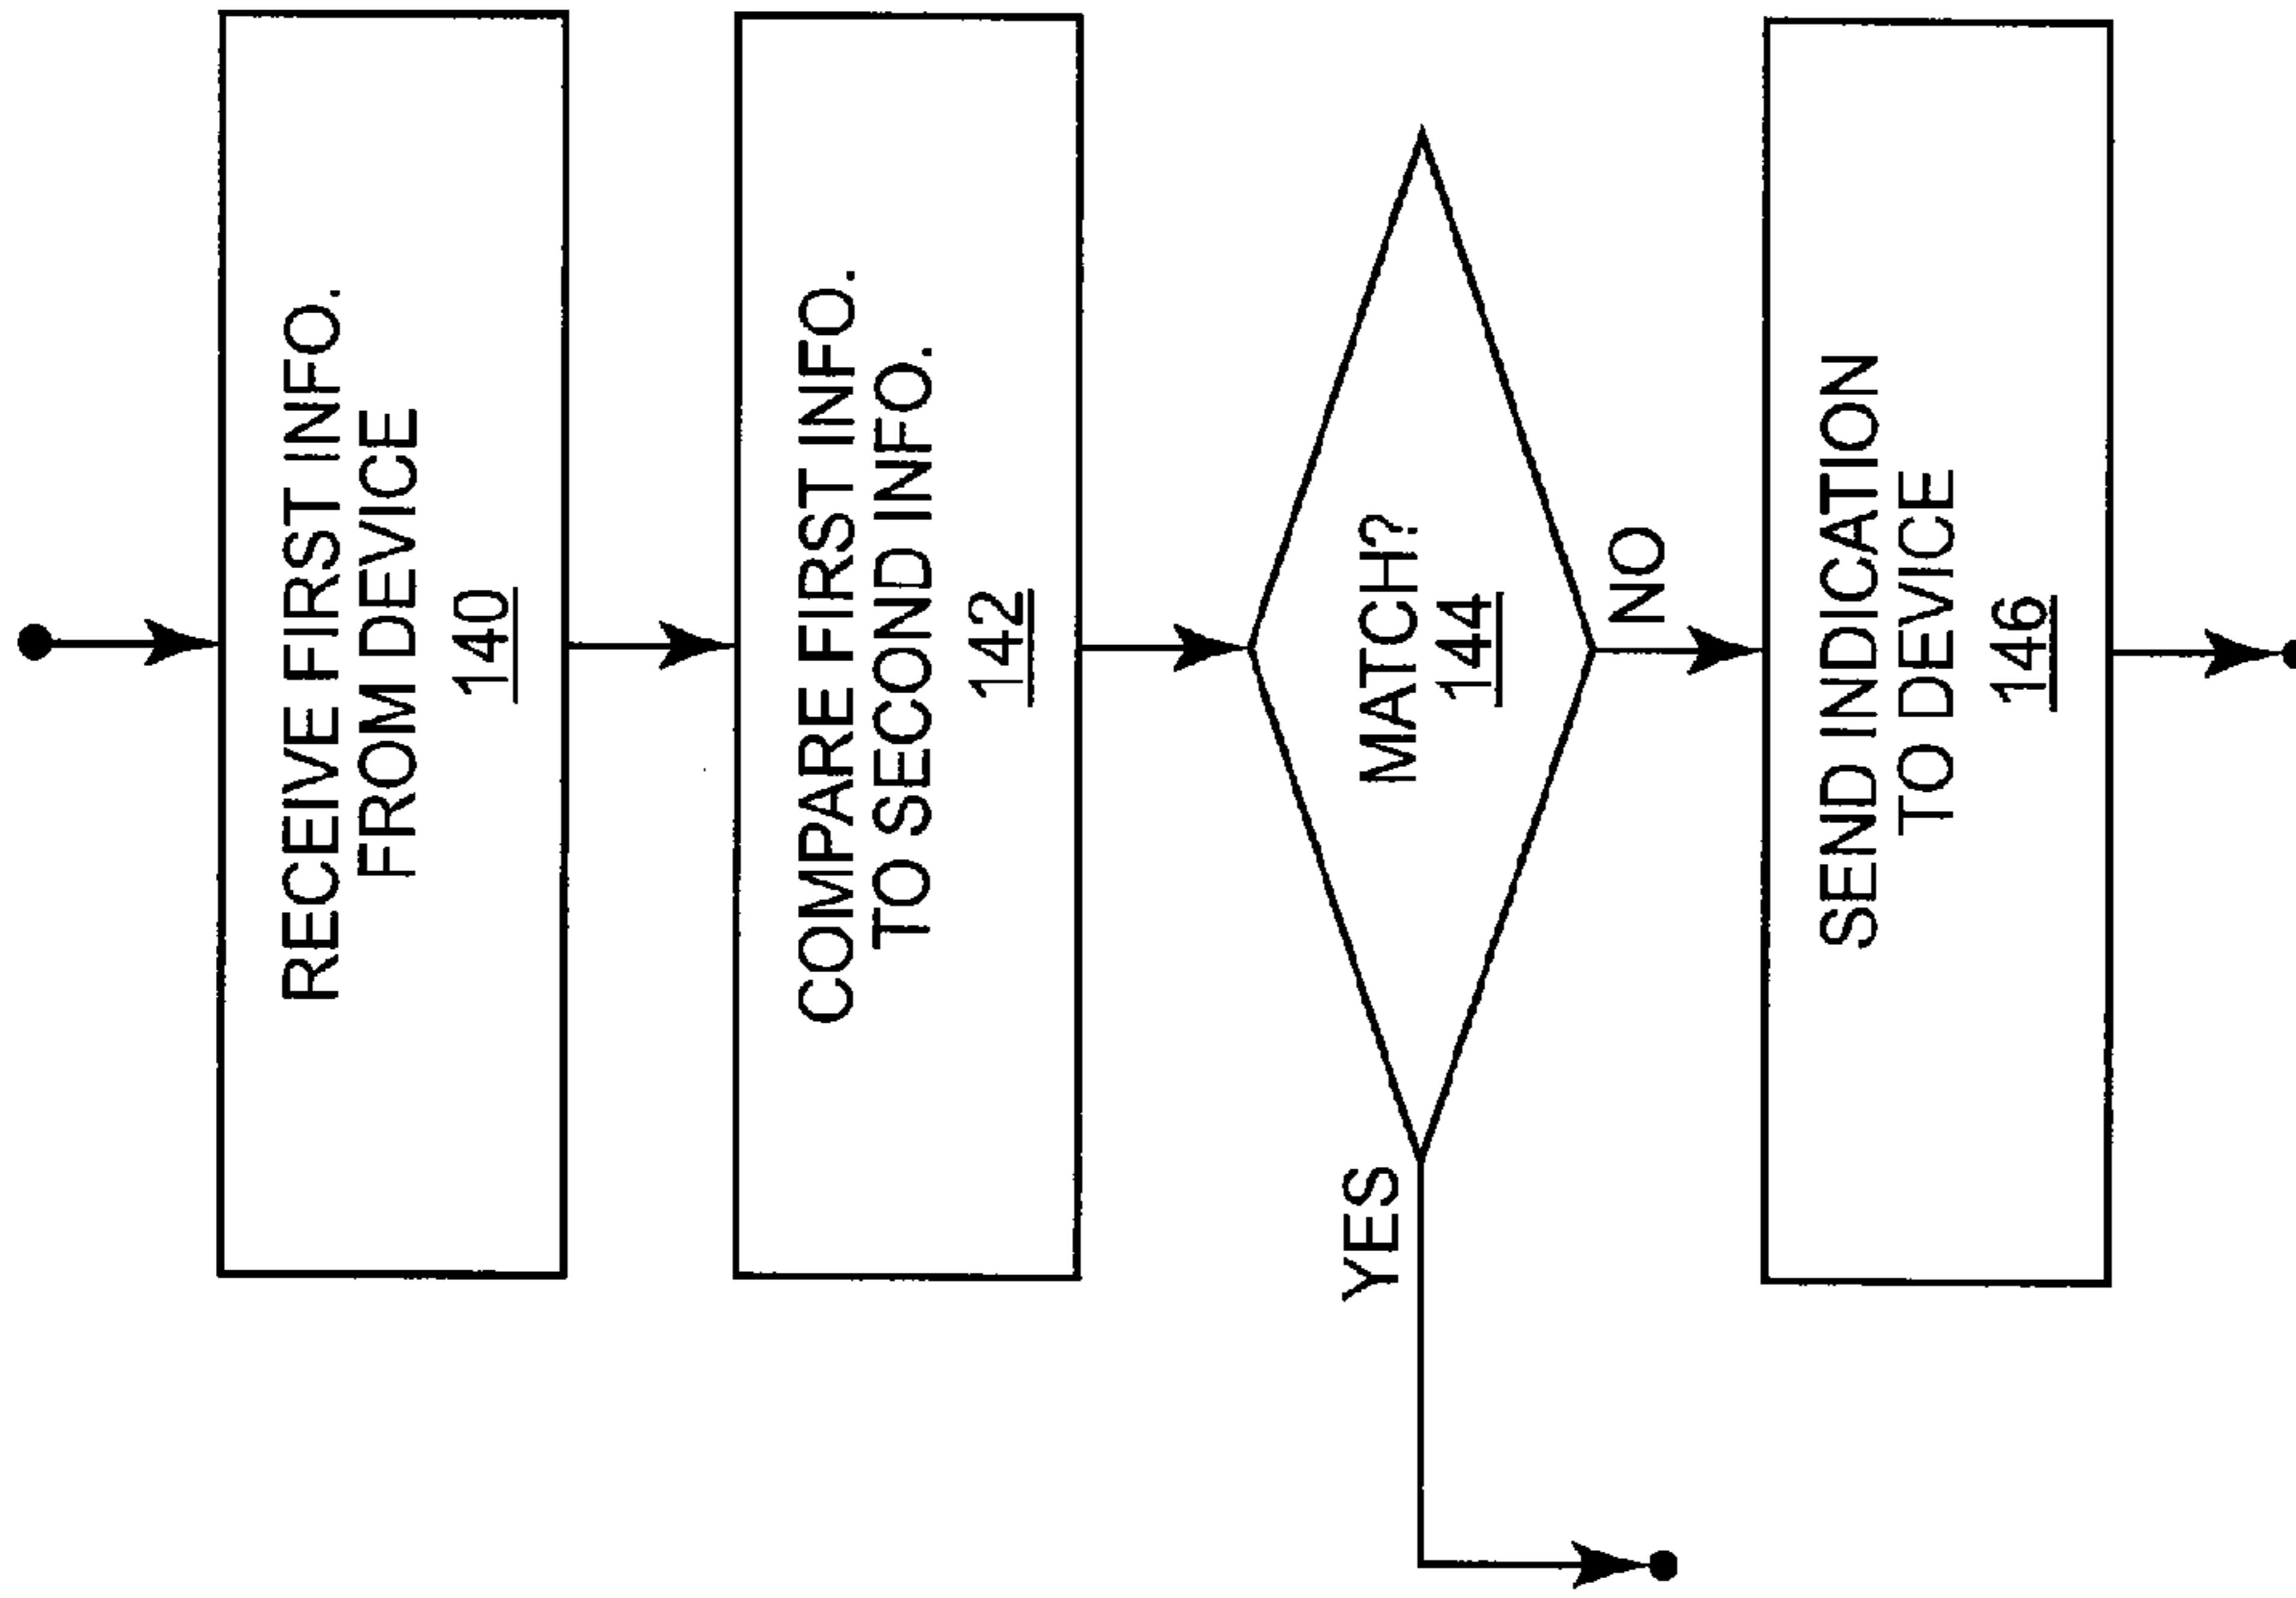 RECEIVE FIRST INFO.
FROM DEVICE
140
COMPARE FIRST INFO.
TO SECOND INFO.
142
MATCH?
144
YES
NO
SEND INDICATION
TO DEVICE
146